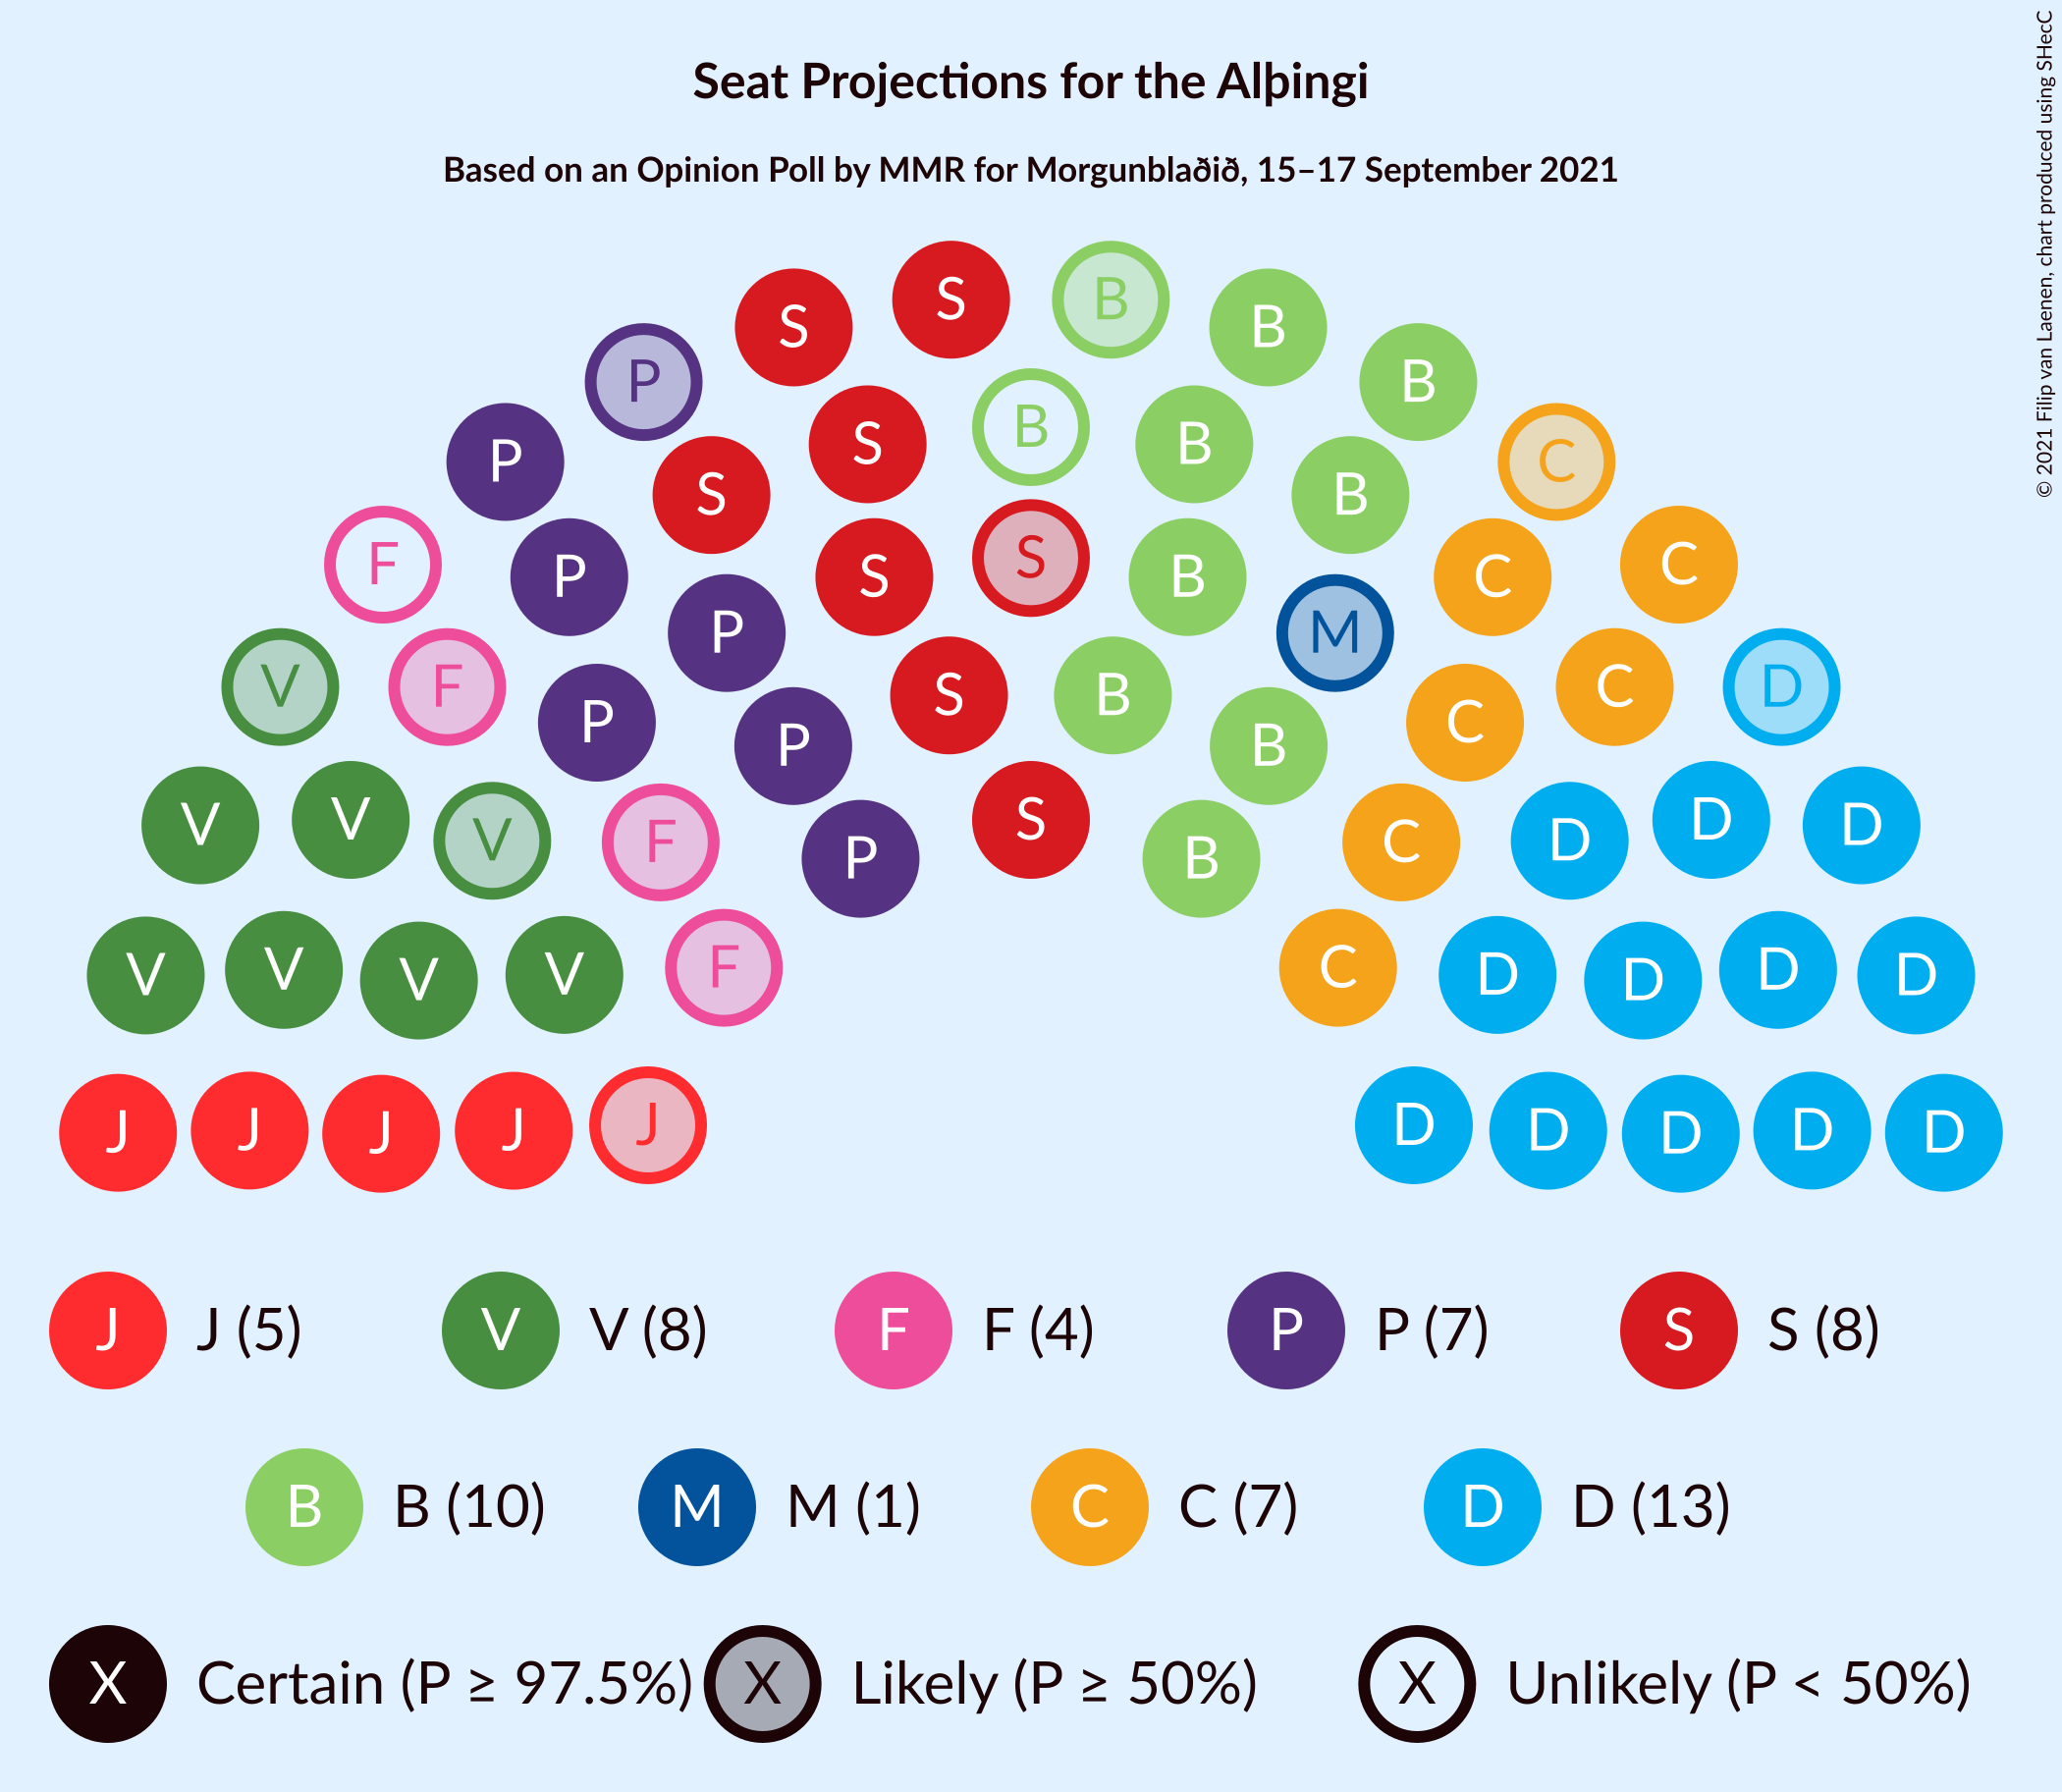 Seat Projections for the Alþingi
Based on an Opinion Poll by MMR for Morgunblaðið, 15–17 September 2021
© 2021 Filip van Laenen, chart produced using SHecC
S S B B
P S B B B
P S S B C
F P S S B C C
V F P P S B M C C D
V V V F P P S B B C C D D D
V V V V F C D D D D
J J J J J D D D D D
J J (5) V V (8) F F (4) P P (7) S S (8)
B B (10) M M (1) C C (7) D D (13)
X Certain (P ≥ 97.5%) X Likely (P ≥ 50%) X Unlikely (P < 50%)